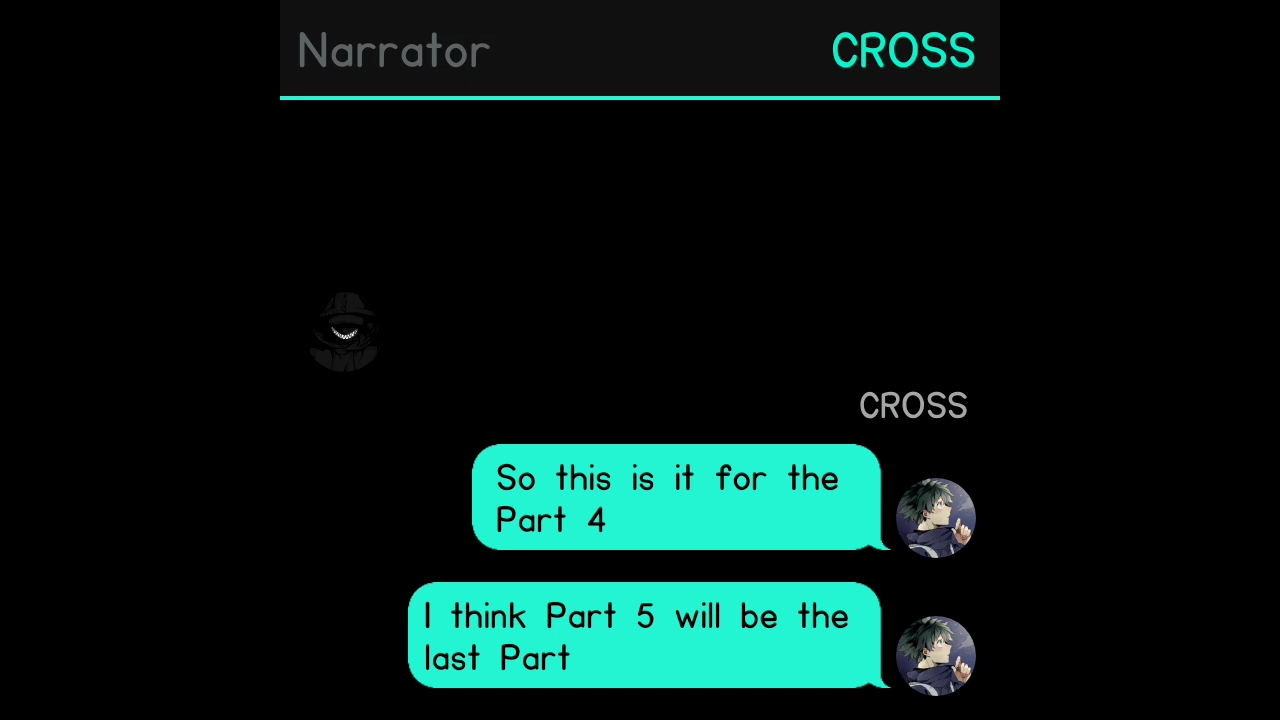 Narrator
CROSS
CROSS
So this is it for the
Part 4
I think Part 5 will be the
last Part